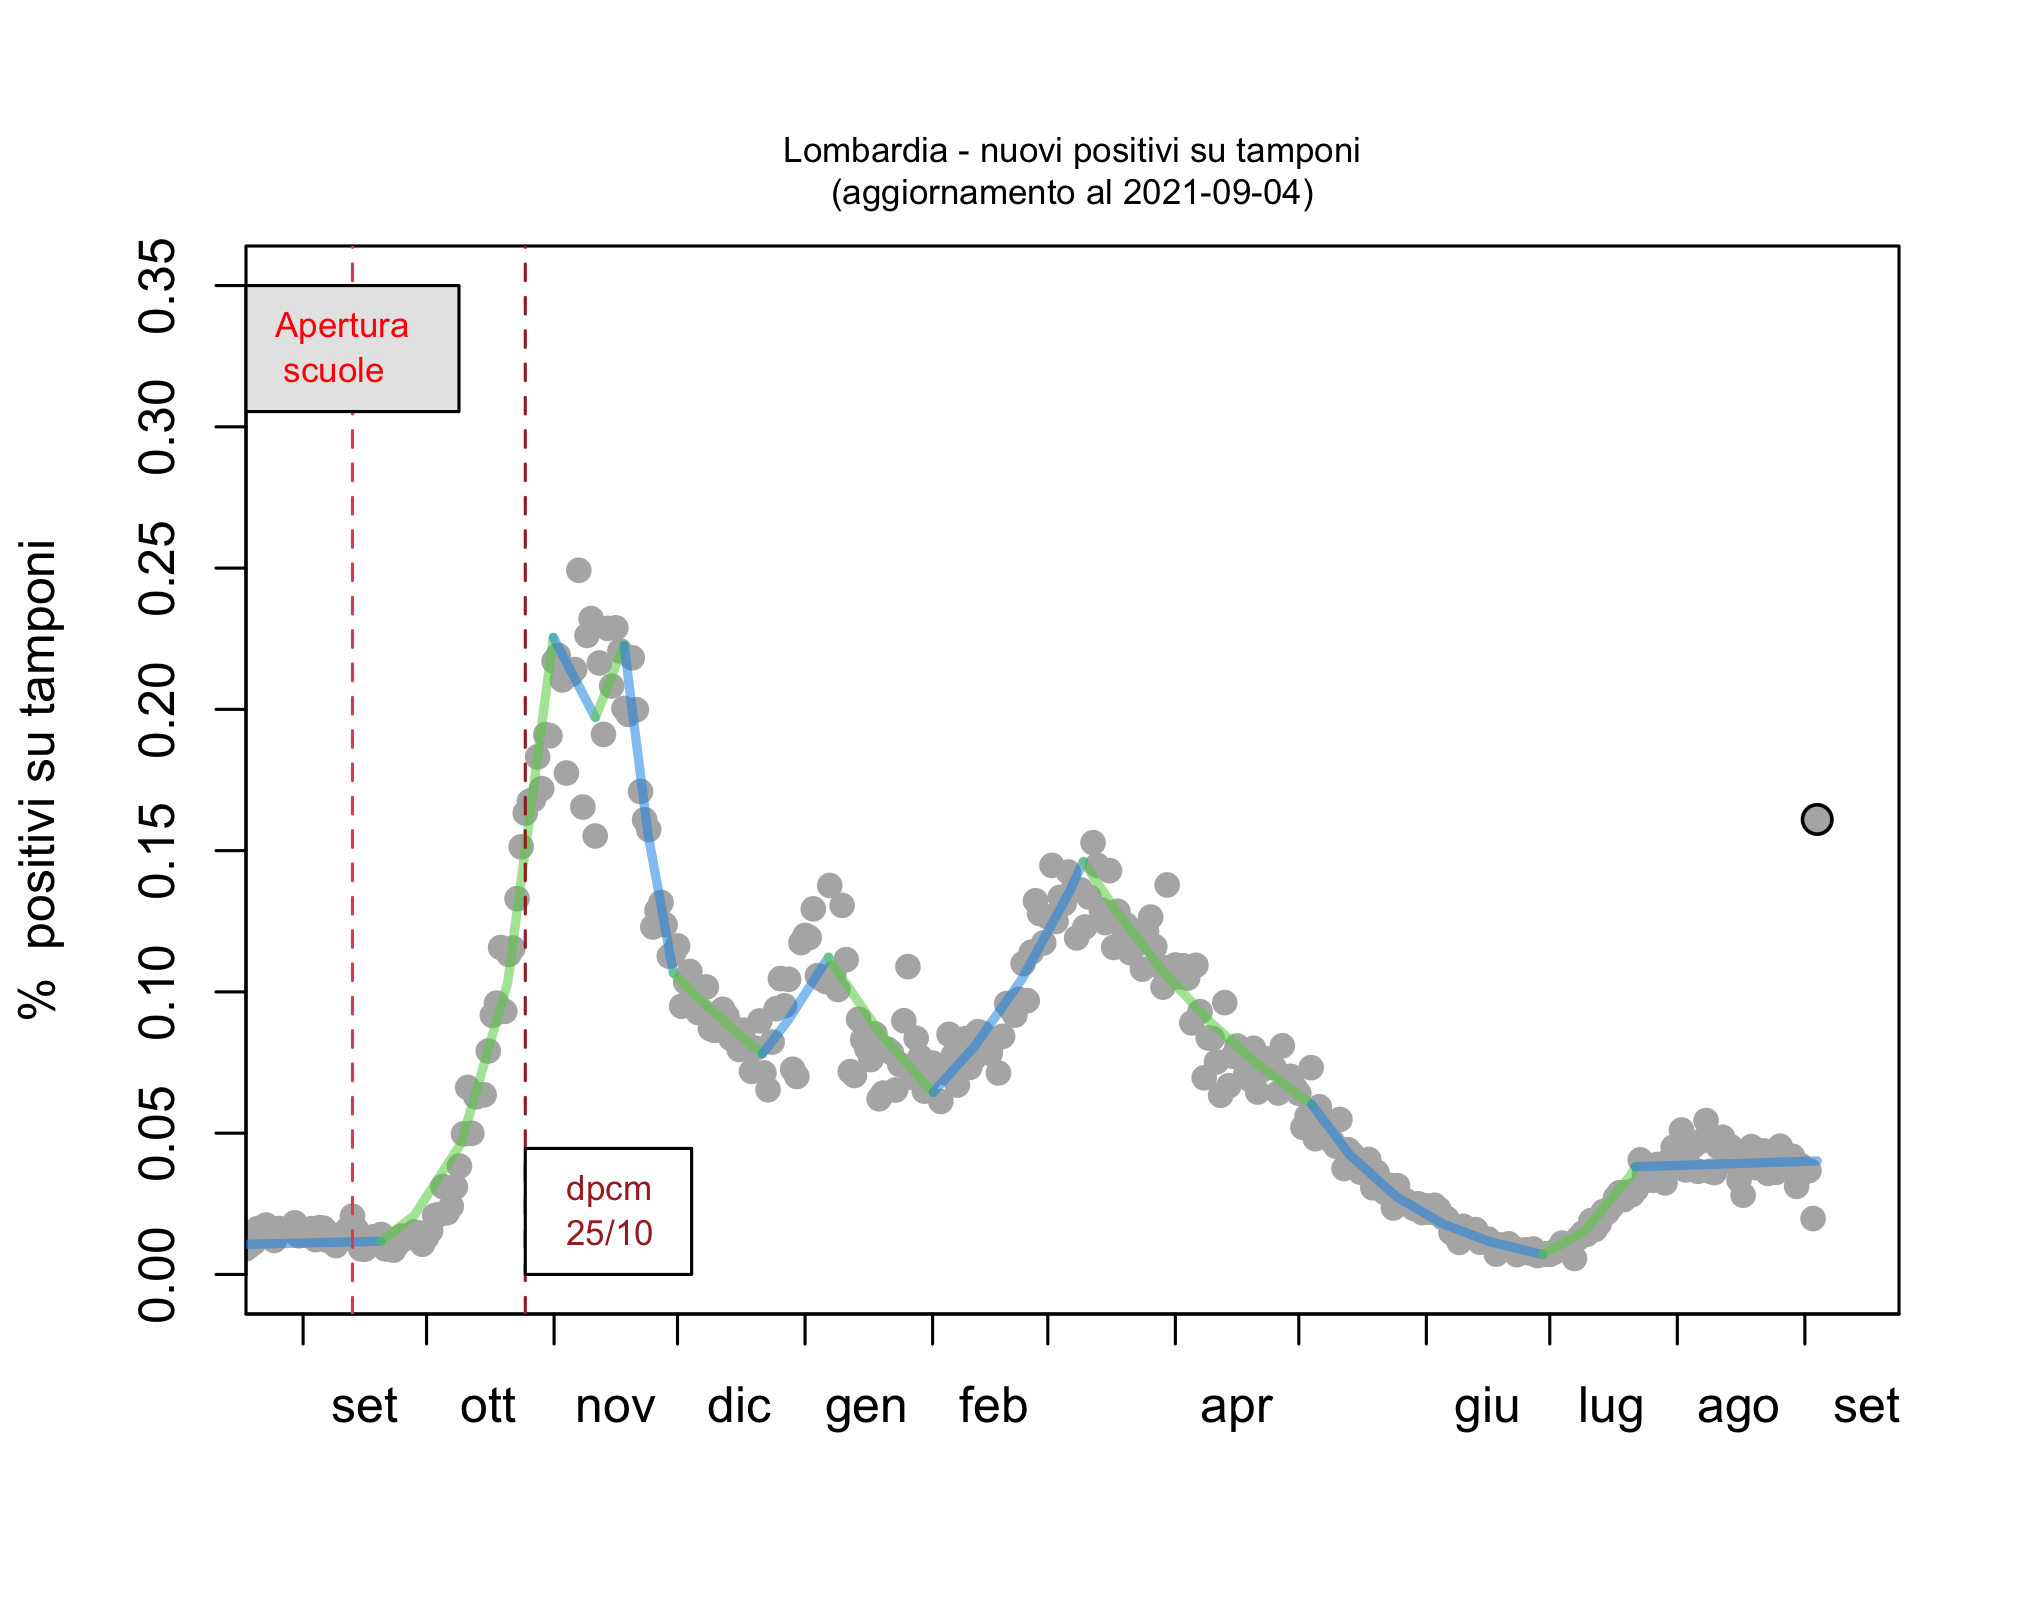 Lombardia - nuovi positivi su tamponi
(aggiornamento al 2021-09-04)
% positivi su tamponi
0.35
0.30
0.25
0.20
0.15
0.10
0.05
0.00
Apertura
scuole
dpcm
25/10
set ott nov dic gen feb apr giu lug ago set